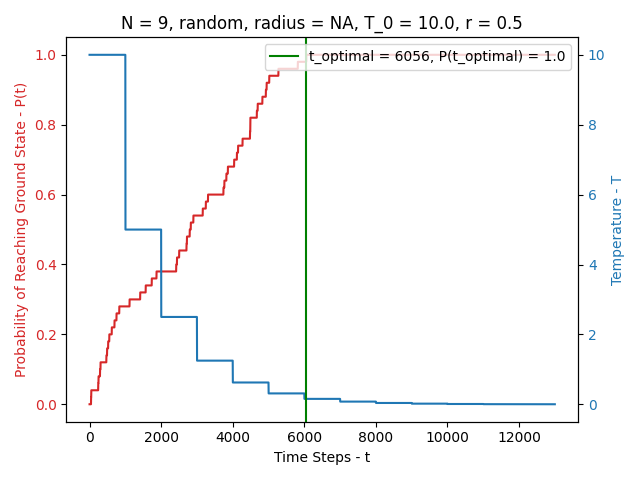 N = 9, random, radius = NA, T_0 = 10.0, r = 0.5
t_optimal = 6056, P(t_optimal) = 1.0
Probability of Reaching Ground State - P(t)
1.0
0.8
0.6
0.4
0.2
0.0
10
8
6
4
2
0
Temperature - T
0 2000 4000 6000 8000 10000 12000
Time Steps - t